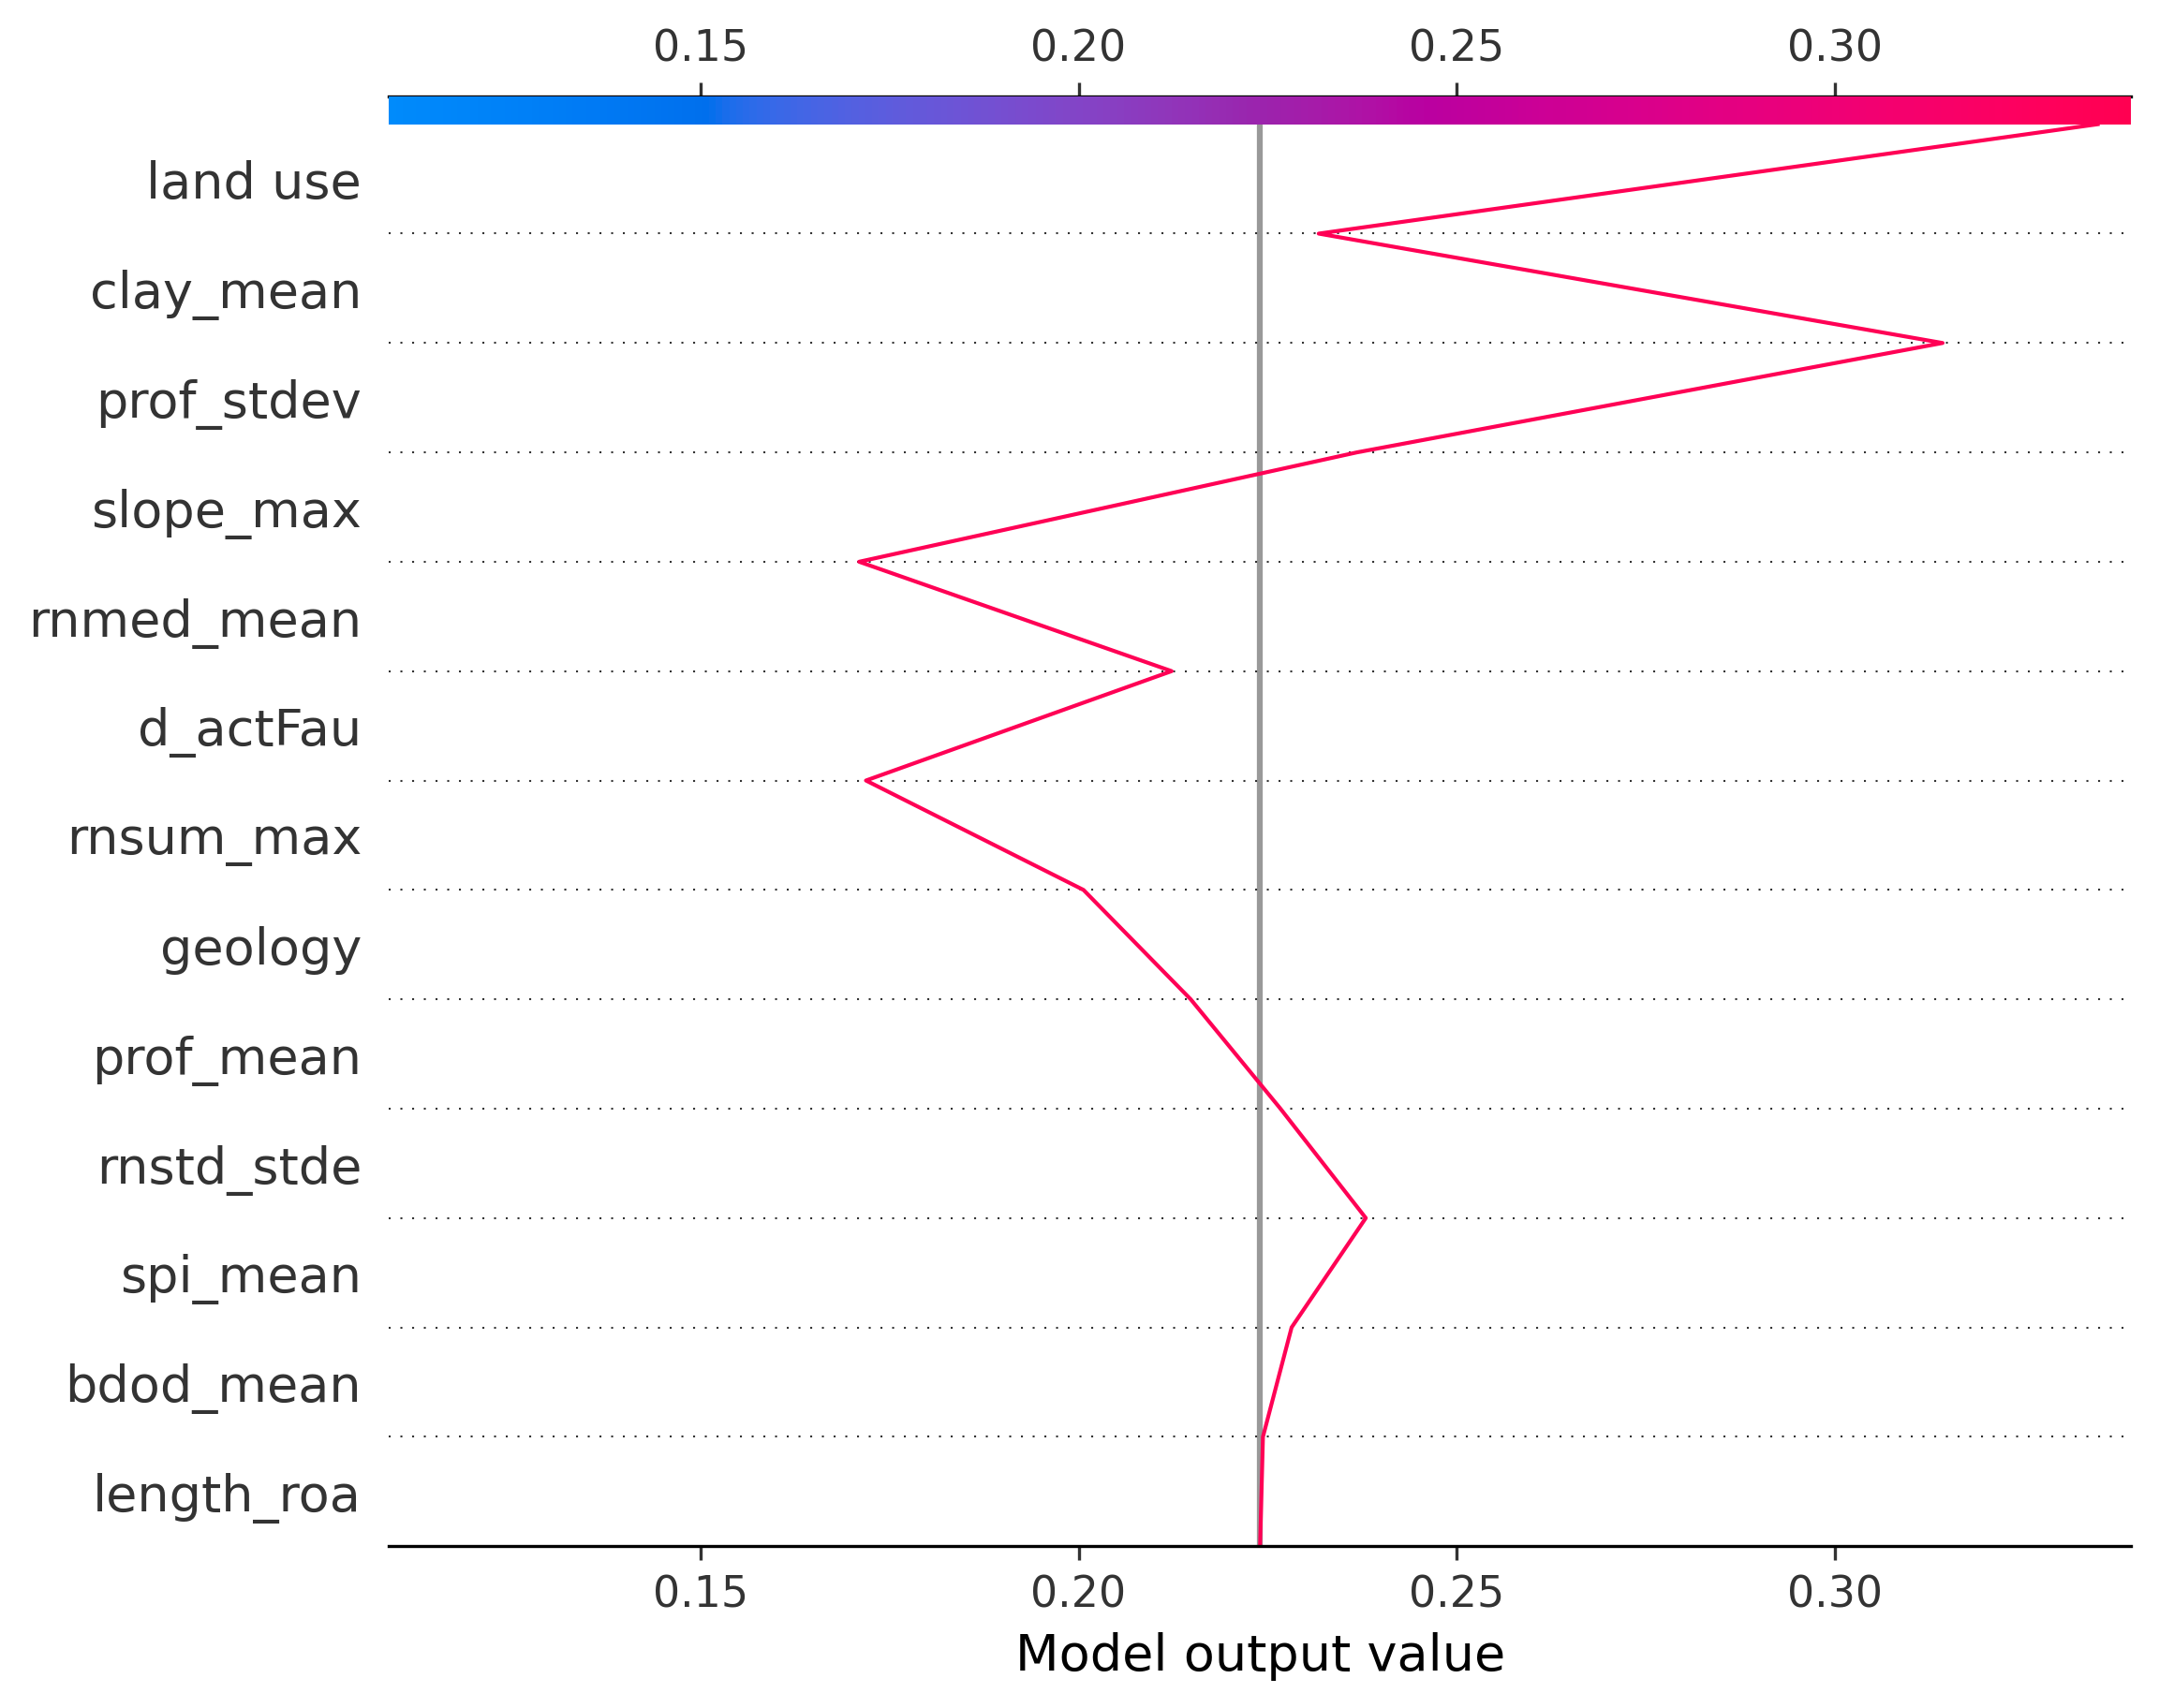 0.15 0.20 0.25 0.30
land use
clay_mean
prof_stdev
slope_max
rnmed_mean
d_actFau
rnsum_max
geology
prof_mean
rnstd_stde
spi_mean
bdod_mean
length_roa
0.15 0.20 0.25 0.30
Model output value